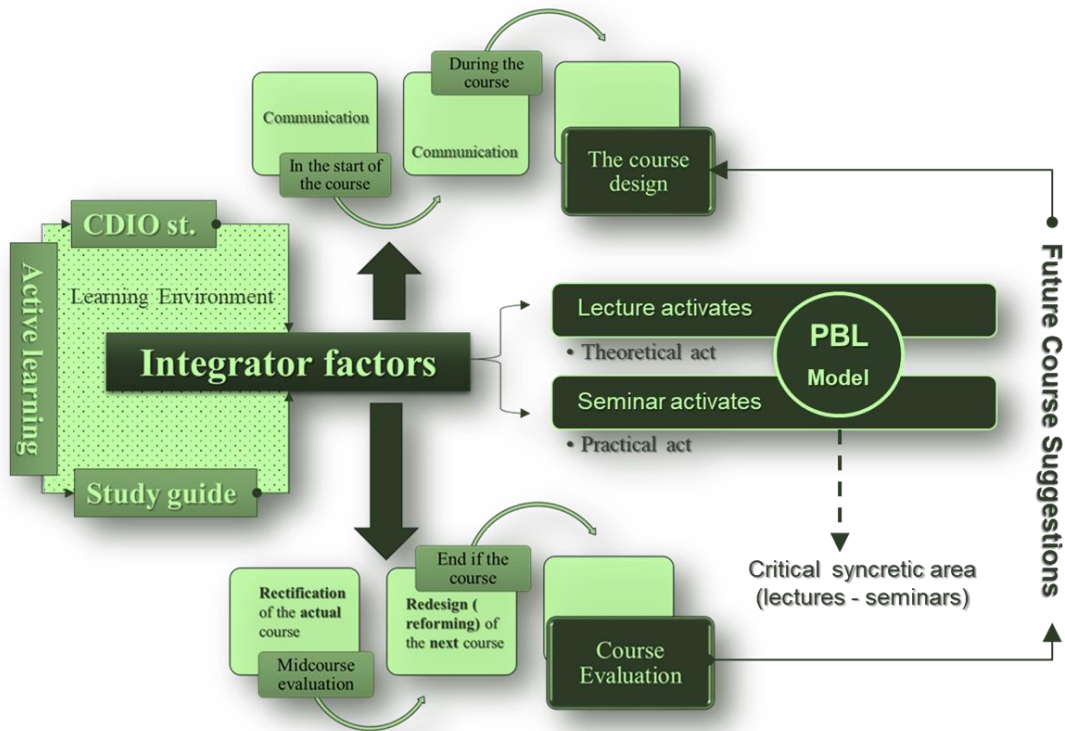 During the
course
Communication
Communication
In the start of
the course
The course
design
CDIO st.
Active learning
Learning Environment
Integrator factors
Study guide
Lecture activates
• Theoretical act
PBL
Model
Seminar activates
• Practical act
Critical syncretic area
(lectures - seminars)
Future Course Suggestions
End if the
course
Rectification
of the actual
course
Redesign (
reforming) of
the next course
Midcourse
evaluation
Course
Evaluation